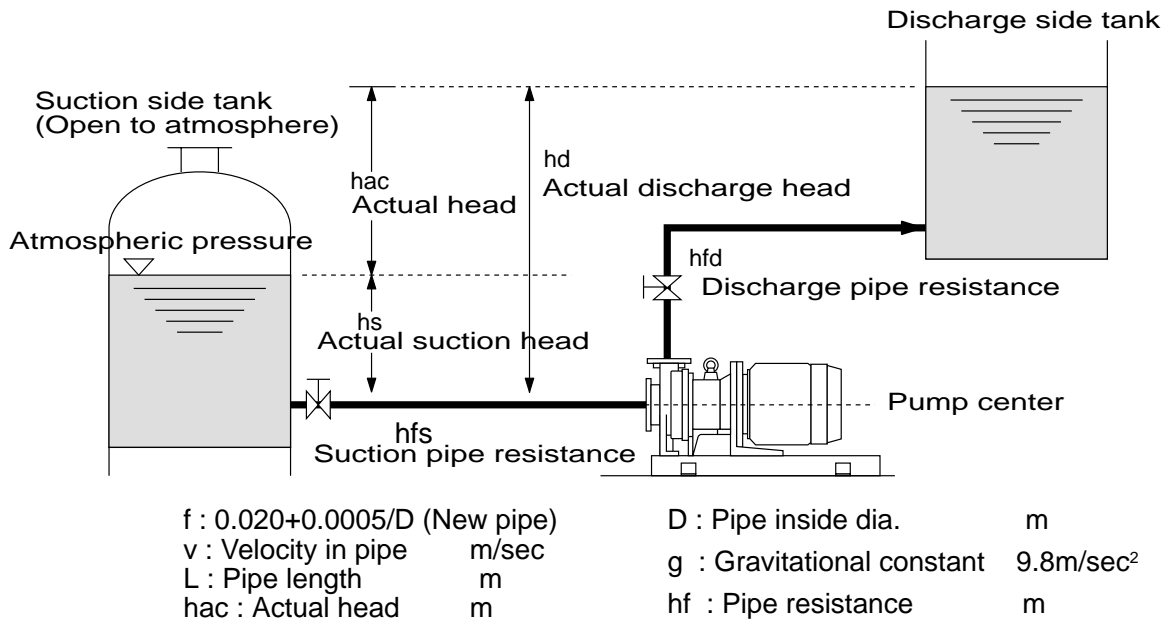 Discharge side tank
Suction side tank
(Open to atmosphere)
hd
Actual discharge head
hac
Actual head
Atmospheric pressure
hfd
Discharge pipe resistance
hs
Actual suction head
Pump center
hfs
Suction pipe resistance
f : 0.020+0.0005/D (New pipe)
v : Velocity in pipe m/sec
L : Pipe length m
hac : Actual head m
D : Pipe inside dia. m
g : Gravitational constant 9.8m/sec²
hf : Pipe resistance m